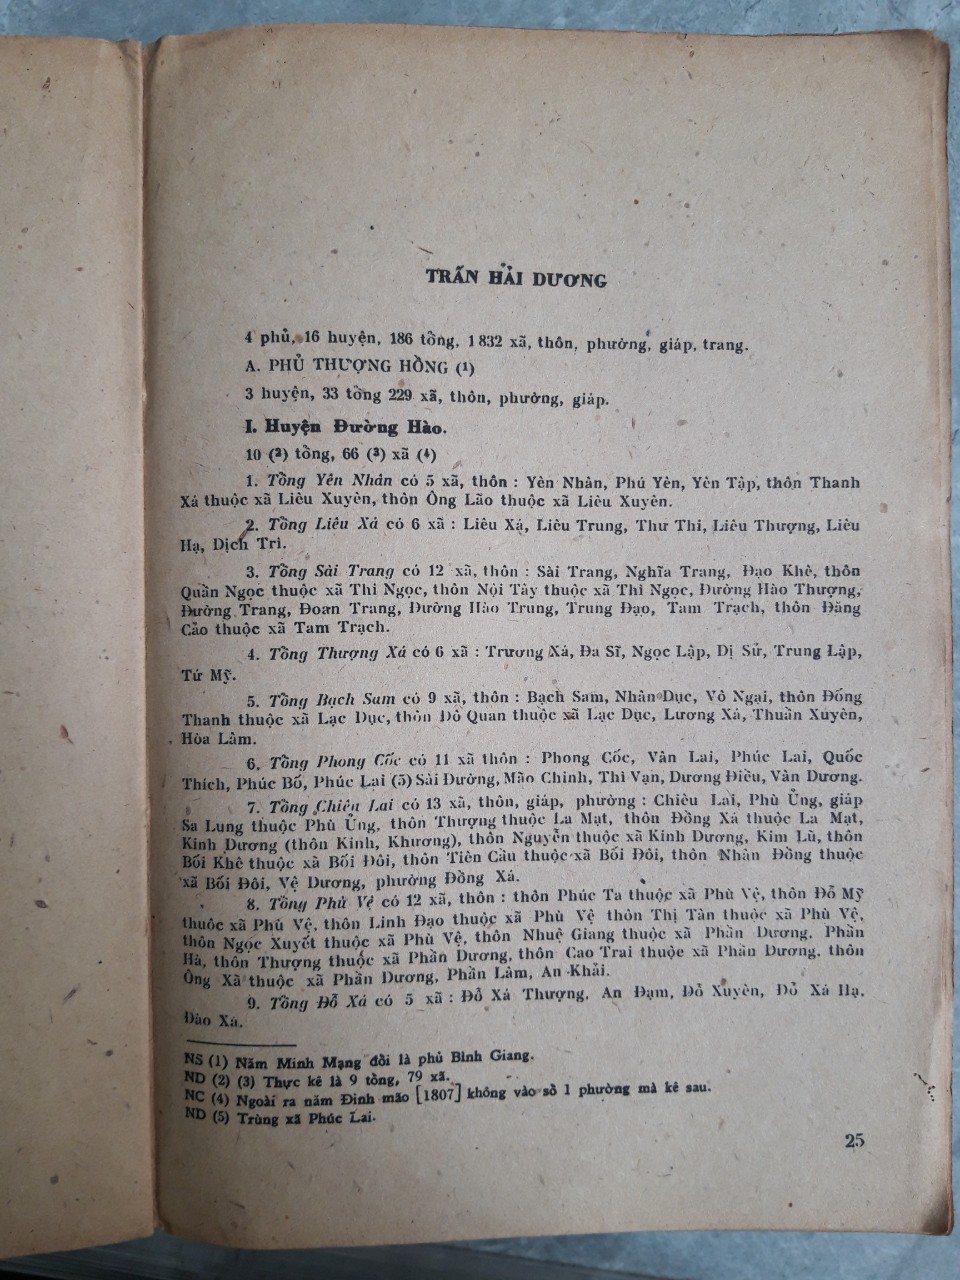 TRẤN HẢI DƯƠNG
4 phủ, 16 huyện, 186 tổng, 1 832 xã, thôn, phường, giáp, trang.
A. PHỦ THƯỢNG HỒNG (1)
3 huyện, 33 tổng 229 xã, thôn, phường, giáp.
I. Huyện Đường Hào.
10 (2) tổng, 66 (3) xã (4)
1. Tổng Yên Nhân có 5 xã, thôn : Yên Nhân, Phú Yên, Yên Tập, thôn Thanh
Xá thuộc xã Liêu Xuyên, thôn Ông Lão thuộc xã Liêu Xuyên.
2. Tổng Liêu Xá có 6 xã : Liêu Xá, Liêu Trung, Thư Thi, Liêu Thượng, Liêu
Hạ, Dịch Trì.
3. Tổng Sài Trang có 12 xã, thôn : Sài Trang, Nghĩa Trang, Đạo Khê, thôn
Quần Ngọc thuộc xã Thi Ngọc, thôn Nội Tây thuộc xã Thi Ngọc, Đường Hào Thượng,
Đường Trang, Đoan Trang, Đường Hào Trung, Trung Đạo, Tam Trạch, thôn Đặng
Cảo thuộc xã Tam Trạch.
4. Tổng Thượng Xá có 6 xã : Trương Xá, Đa Sĩ, Ngọc Lập, Dị Sử, Trung Lập,
Tứ Mỹ.
5. Tổng Bạch Sam có 9 xã, thôn : Bạch Sam, Nhân Dục, Vô Ngại, thôn Đống
Thanh thuộc xã Lạc Dục, thôn Đỗ Quan thuộc xã Lạc Dục, Lương Xá, Thuần Xuyên,
Hòa Lâm.
6. Tổng Phong Cốc có 11 xã thôn : Phong Cốc, Vân Lai, Phúc Lai, Quốc
Thích, Phúc Bố, Phúc Lai (5) Sài Đường, Mão Chinh, Thì Vạn, Dương Điều, Vân Dương.
7. Tổng Chiêu Lai có 13 xã, thôn, giáp, phường : Chiêu Lai, Phù Ủng, giáp
Sa Lung thuộc Phù Ủng, thôn Thượng thuộc La Mạt, thôn Đồng Xá thuộc La Mạt,
Kinh Dương (thôn Kinh, Khương), thôn Nguyễn thuộc xã Kinh Dương, Kim Lũ, thôn
Bối Khê thuộc xã Bối Đôi, thôn Tiên Cầu thuộc xã Bối Đôi, thôn Nhân Đồng thuộc
xã Bối Đôi, Vệ Dương, phường Đồng Xá.
8. Tổng Phù Vệ có 12 xã, thôn : thôn Phúc Ta thuộc xã Phù Vệ, thôn Đỗ Mỹ
thuộc xã Phù Vệ, thôn Linh Đạo thuộc xã Phù Vệ thôn Thị Tân thuộc xã Phù Vệ,
thôn Ngọc Xuyết thuộc xã Phù Vệ, thôn Nhuệ Giang thuộc xã Phần Dương, Phần
Hà, thôn Thượng thuộc xã Phần Dương, thôn Cao Trai thuộc xã Phần Dương, thôn
Ông Xã thuộc xã Phần Dương, Phần Lâm, An Khải.
9. Tổng Đỗ Xá có 5 xã : Đỗ Xá Thượng, An Đạm, Đỗ Xuyên, Đỗ Xá Hạ,
Đào Xá.
NS (1) Năm Minh Mạng đổi là phủ Bình Giang.
ND (2) (3) Thực kê là 9 tổng, 79 xã.
NC (4) Ngoài ra năm Đinh mão [1807] không vào sổ 1 phường mà kê sau.
ND (5) Trùng xã Phúc Lai.
25